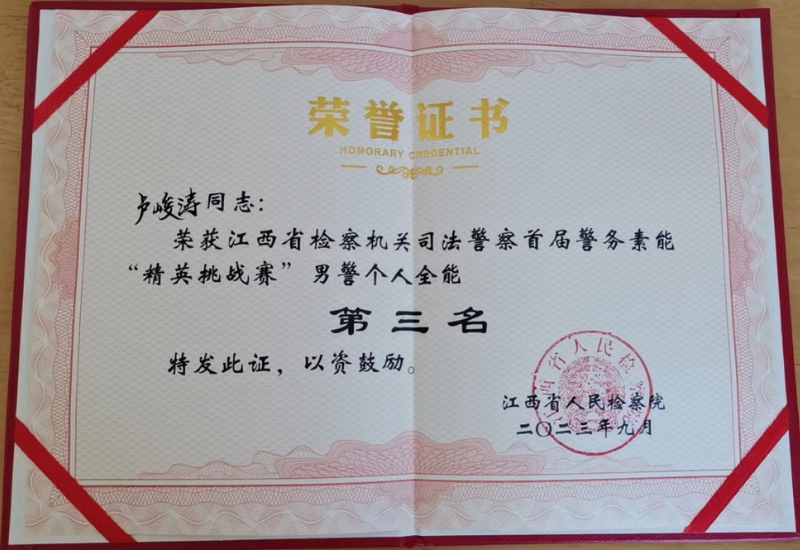 荣誉证书
HONORARY CREDENTIAL
卢峻涛同志：
荣获江西省检察机关司法警察首届警务素能
“精英挑战赛”男警个人全能
第三名
特发此证，以资鼓励。
江西省人民检察院
二〇二三年九月